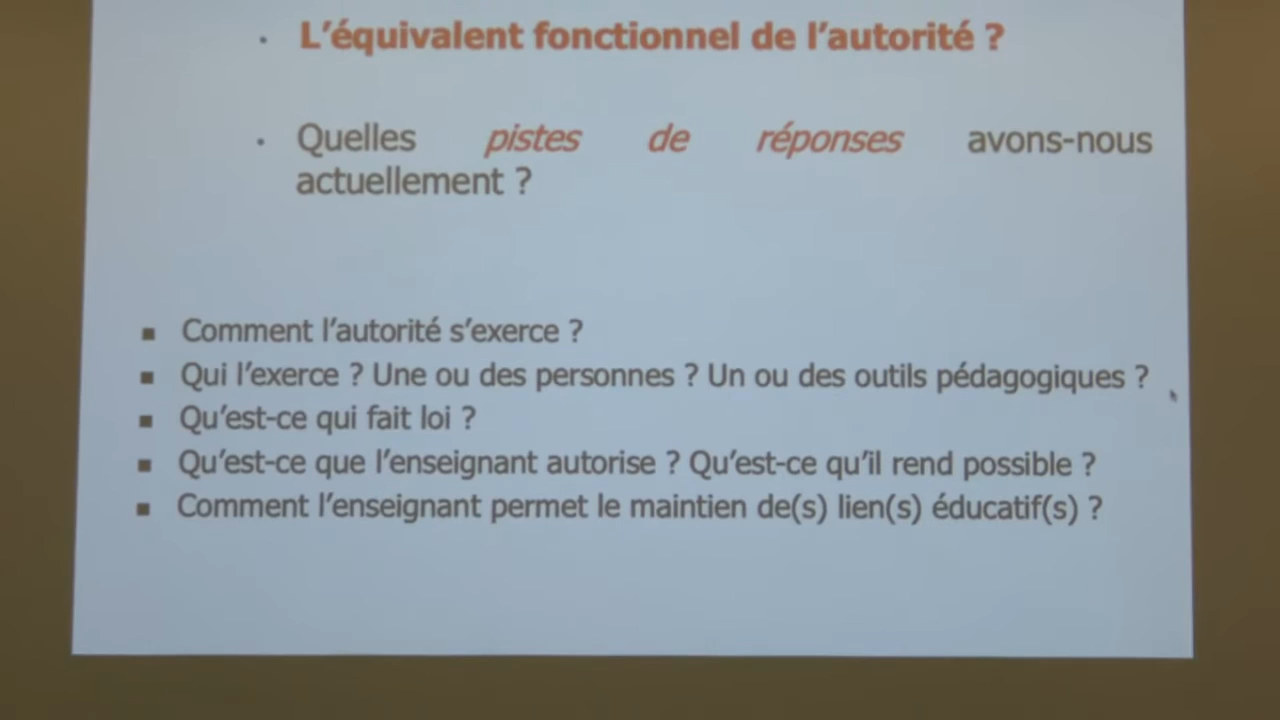 L’équivalent fonctionnel de l’autorité ?
Quelles pistes de réponses avons-nous
actuellement ?
Comment l’autorité s’exerce ?
Qui l’exerce ? Une ou des personnes ? Un ou des outils pédagogiques ?
Qu’est-ce qui fait loi ?
Qu’est-ce que l’enseignant autorise ? Qu’est-ce qu’il rend possible ?
Comment l’enseignant permet le maintien de(s) lien(s) éducatif(s) ?